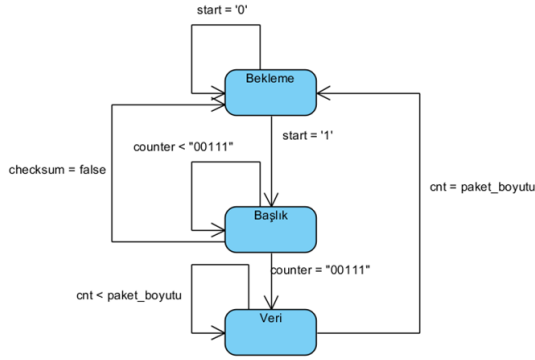 start = '0'
Bekleme
start = '1'
counter < "00111"
checksum = false
cnt = paket_boyutu
Başlık
counter = "00111"
cnt < paket_boyutu
Veri